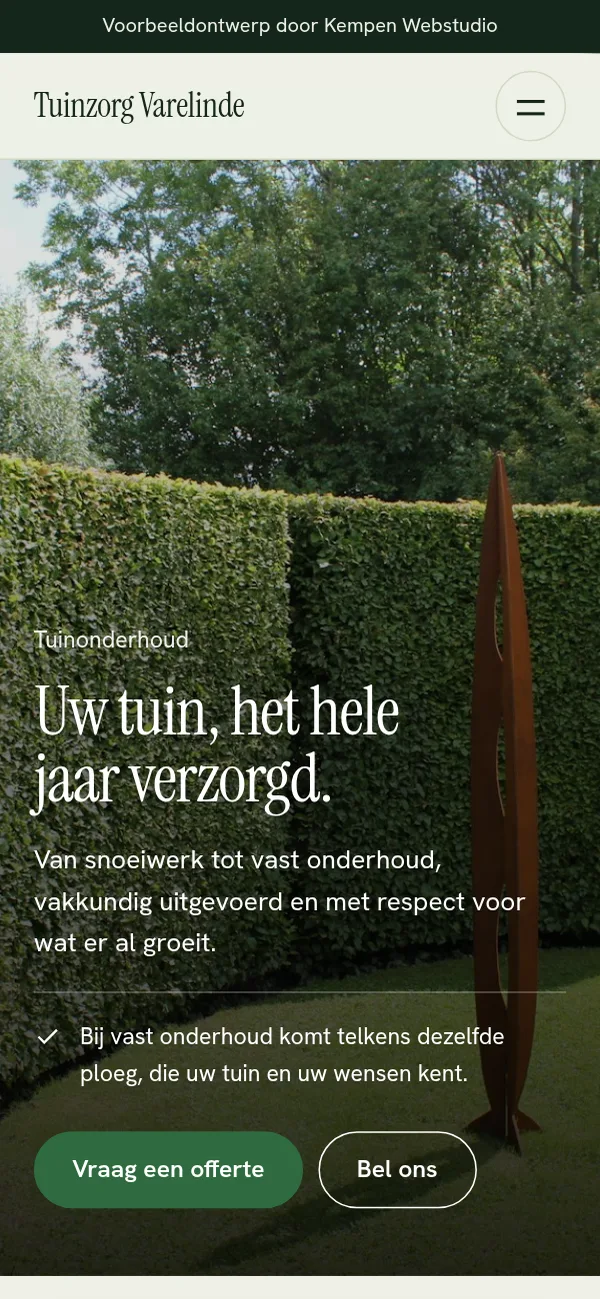 Voorbeeldontwerp door Kempen Webstudio
Tuinzorg Varelinde
Tuinonderhoud
Uw tuin, het hele
jaar verzorgd.
Van snoeiwerk tot vast onderhoud,
vakkundig uitgevoerd en met respect voor
wat er al groeit.
Bij vast onderhoud komt telkens dezelfde
ploeg, die uw tuin en uw wensen kent.
Vraag een offerte
Bel ons